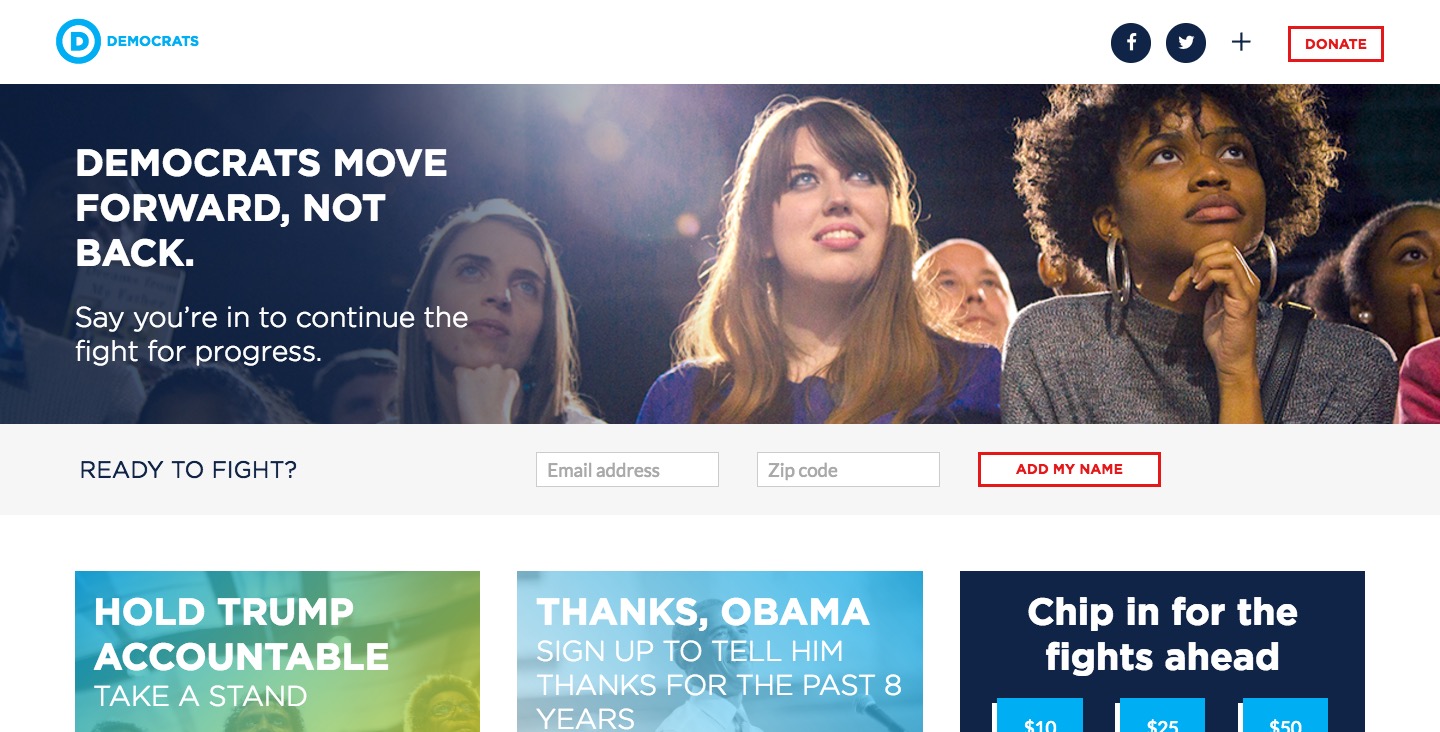 DEMOCRATS
DONATE
DEMOCRATS MOVE
FORWARD, NOT
BACK.
Say you're in to continue the
fight for progress.
READY TO FIGHT?
Email address
Zip code
ADD MY NAME
HOLD TRUMP
ACCOUNTABLE
TAKE A STAND
THANKS, OBAMA
SIGN UP TO TELL HIM
THANKS FOR THE PAST 8
YEARS
Chip in for the
fights ahead
$10
$25
$50